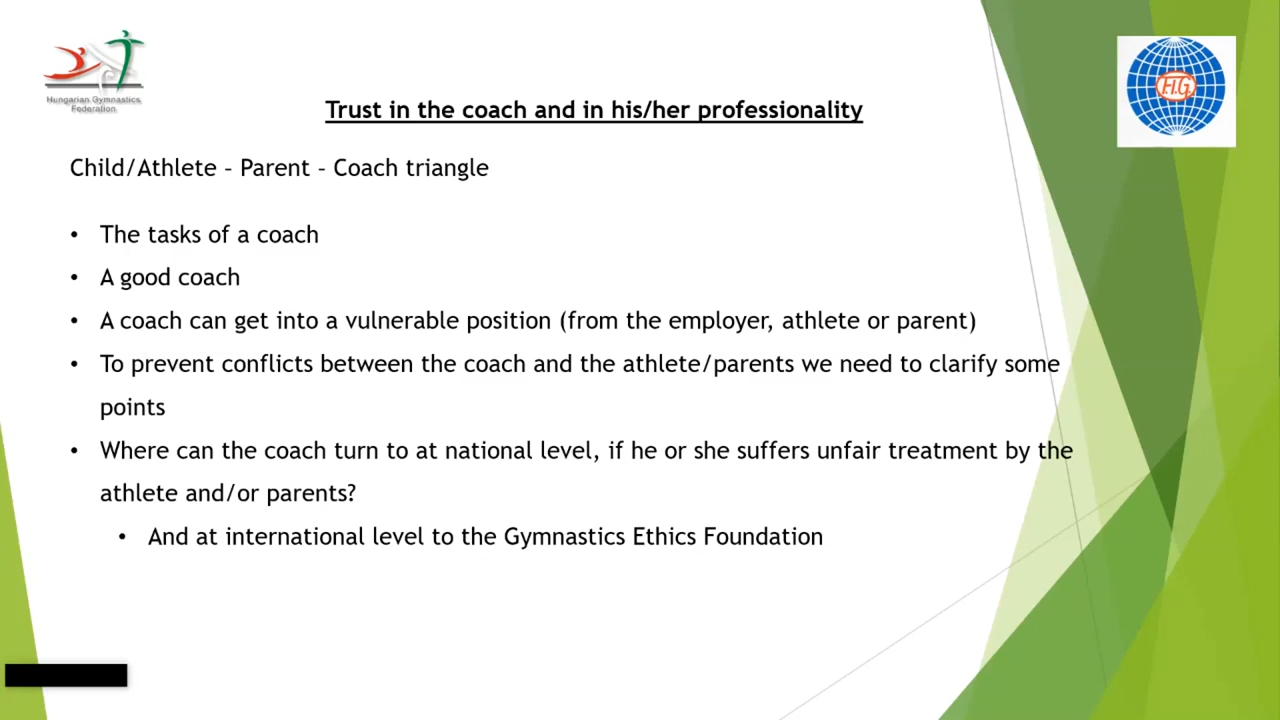 Hungarian Gymnastics
Federation
F.I.G.
Trust in the coach and in his/her professionality
Child/Athlete – Parent – Coach triangle
• The tasks of a coach
• A good coach
• A coach can get into a vulnerable position (from the employer, athlete or parent)
• To prevent conflicts between the coach and the athlete/parents we need to clarify some
points
• Where can the coach turn to at national level, if he or she suffers unfair treatment by the
athlete and/or parents?
• And at international level to the Gymnastics Ethics Foundation